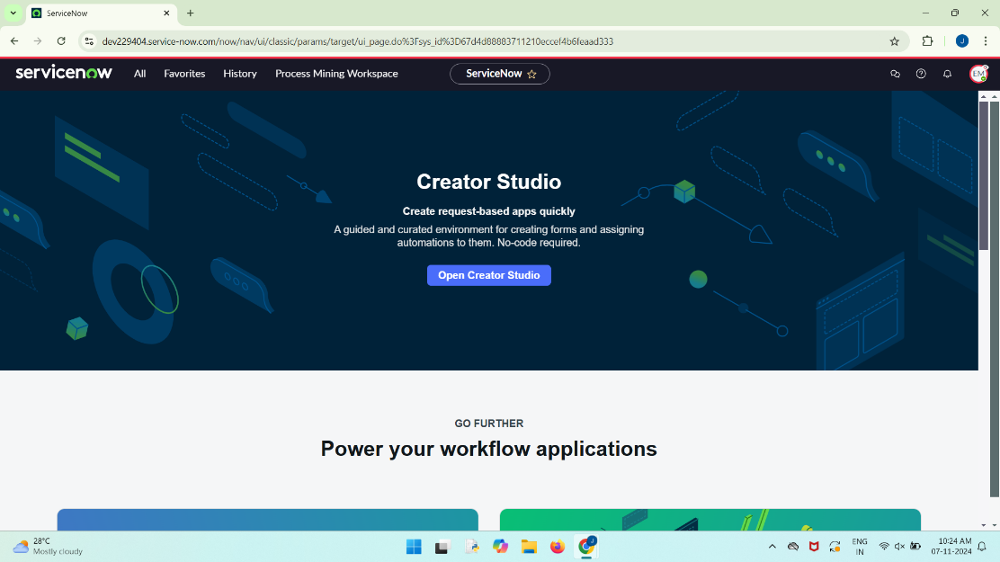 ServiceNow
dev229404.service-now.com/now/nav/ui/classic/params/target/ui_page.do%3Fsys_id%3D67d4d88883711210eccef4b6feaad333
J
servicenow
All
Favorites
History
Process Mining Workspace
ServiceNow
EM
Creator Studio
Create request-based apps quickly
A guided and curated environment for creating forms and assigning
automations to them. No-code required.
Open Creator Studio
GO FURTHER
Power your workflow applications
28°C
Mostly cloudy
J
ENG
IN
10:24 AM
07-11-2024